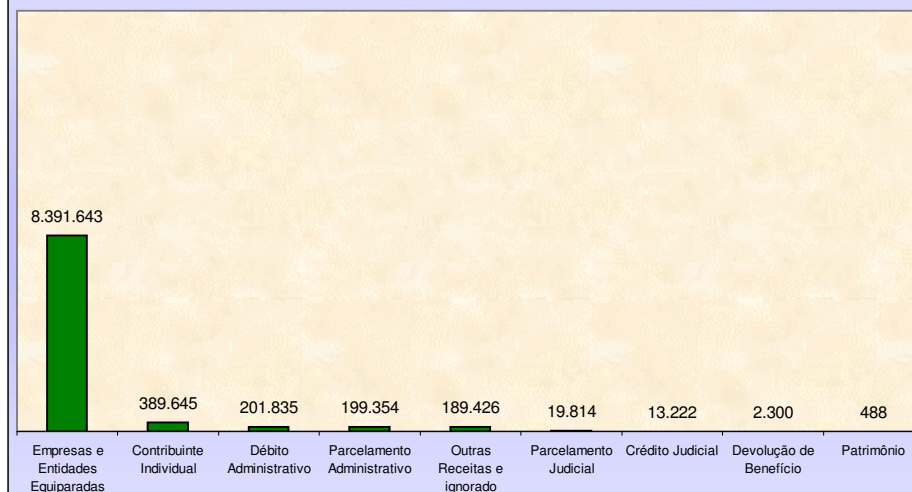 8.391.643
389.645
201.835
199.354
189.426
19.814
13.222
2.300
488
Empresas e
Entidades
Equiparadas
Contribuinte
Individual
Débito
Administrativo
Parcelamento
Administrativo
Outras
Receitas e
ignorado
Parcelamento
Judicial
Crédito Judicial
Devolução de
Benefício
Patrimônio